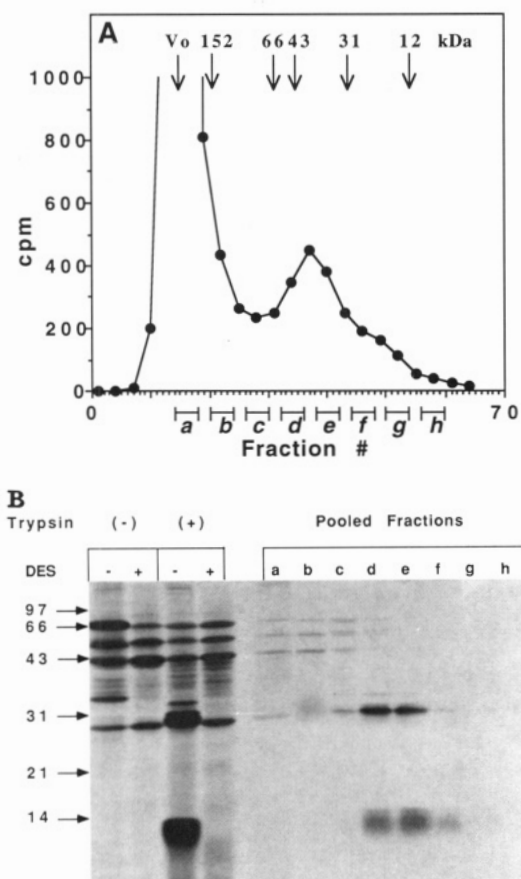 A
Vo 152 66 43 31 12 kDa
1000
800
600
400
200
0
cpm
0 70
a b c d e f g h
Fraction #
B
Trypsin (-) (+) Pooled Fractions
DES - + - + a b c d e f g h
97
66
43
31
21
14